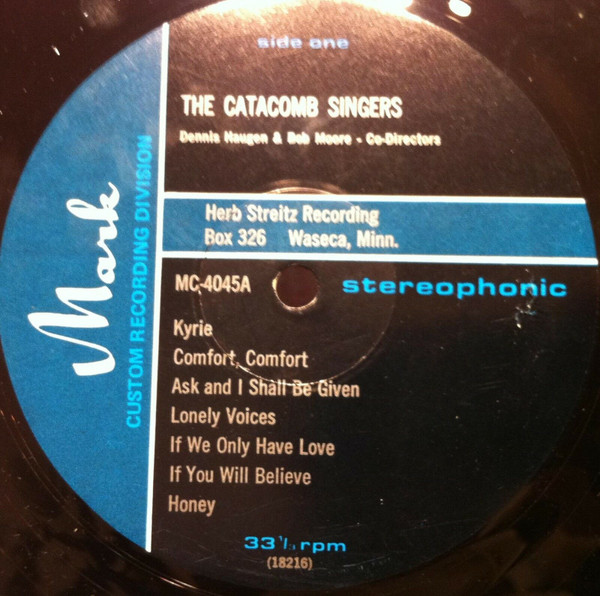 side one
THE CATACOMB SINGERS
Dennis Haugen & Bob Moore - Co-Directors
Mark
CUSTOM RECORDING DIVISION
Herb Streitz Recording
Box 326 Waseca, Minn.
MC-4045A
stereophonic
Kyrie
Comfort, Comfort
Ask and I Shall Be Given
Lonely Voices
If We Only Have Love
If You Will Believe
Honey
33 1/3 rpm
(18216)